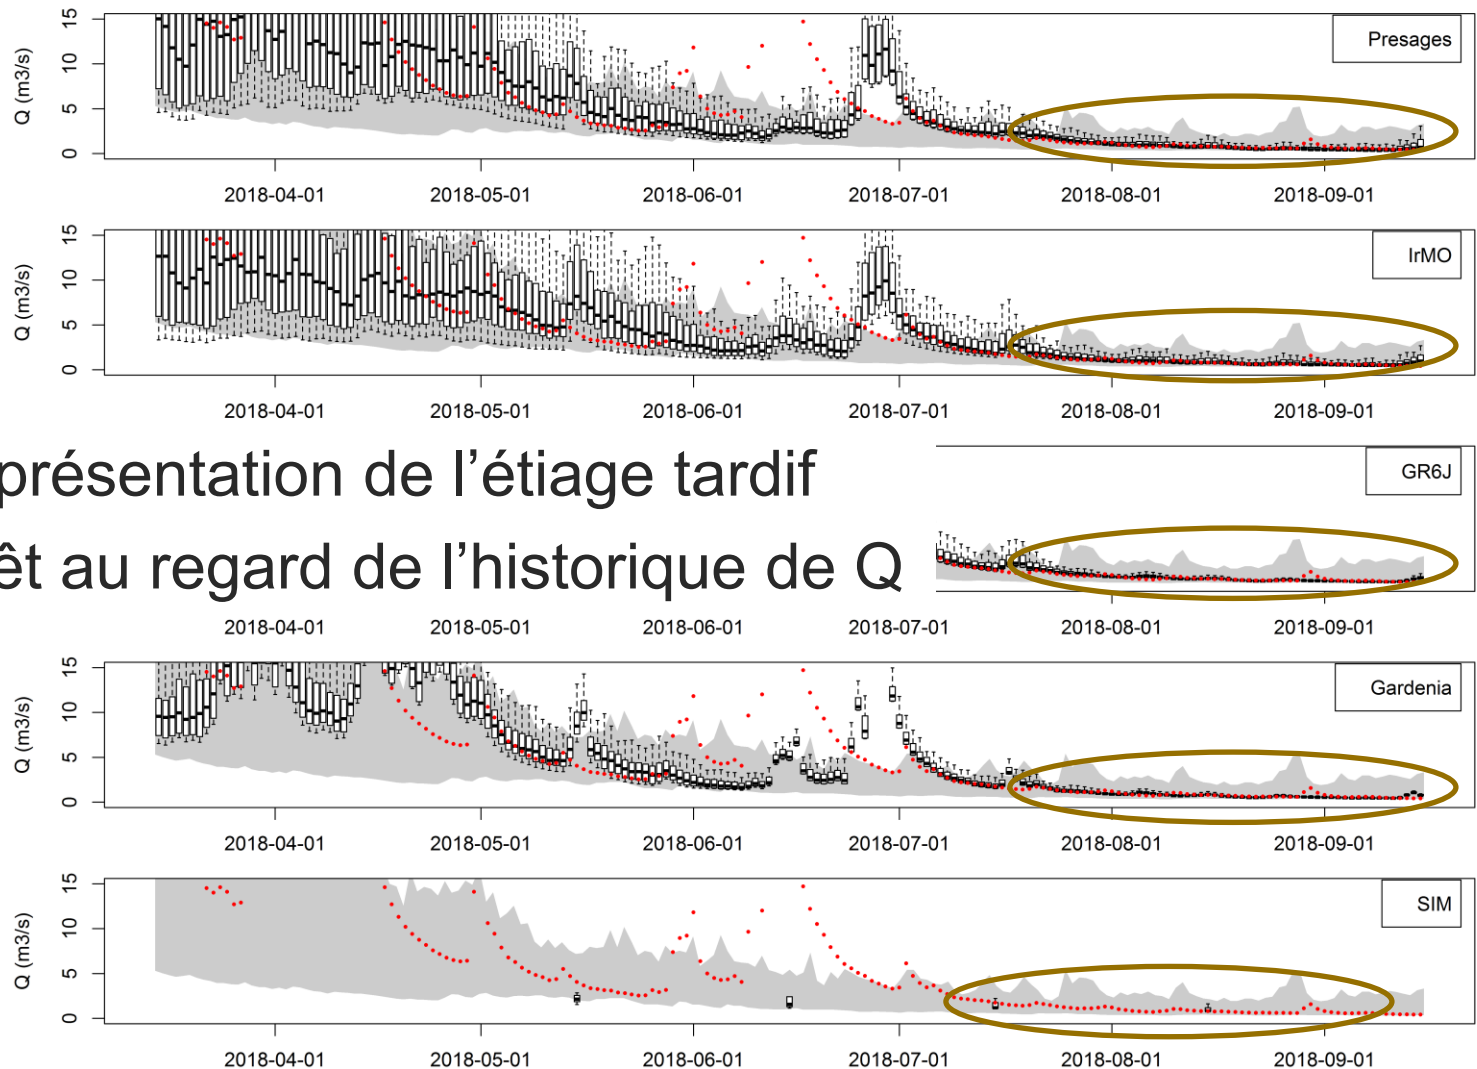 Q (m3/s)
15
10
5
0
Presages
2018-04-01 2018-05-01 2018-06-01 2018-07-01 2018-08-01 2018-09-01
Q (m3/s)
15
10
5
0
IrMO
2018-04-01 2018-05-01 2018-06-01 2018-07-01 2018-08-01 2018-09-01
présentation de l’étiage tardif
êt au regard de l’historique de Q
GR6J
2018-04-01 2018-05-01 2018-06-01 2018-07-01 2018-08-01 2018-09-01
Q (m3/s)
15
10
5
0
Gardenia
2018-04-01 2018-05-01 2018-06-01 2018-07-01 2018-08-01 2018-09-01
Q (m3/s)
15
10
5
0
SIM
2018-04-01 2018-05-01 2018-06-01 2018-07-01 2018-08-01 2018-09-01